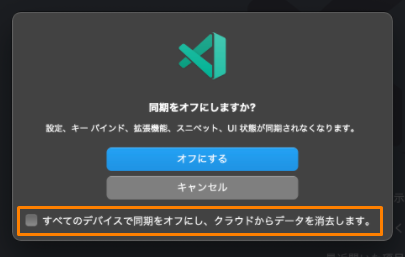 同期をオフにしますか?
設定、キー バインド、拡張機能、スニペット、UI 状態が同期されなくなります。
オフにする
キャンセル
すべてのデバイスで同期をオフにし、クラウドからデータを消去します。